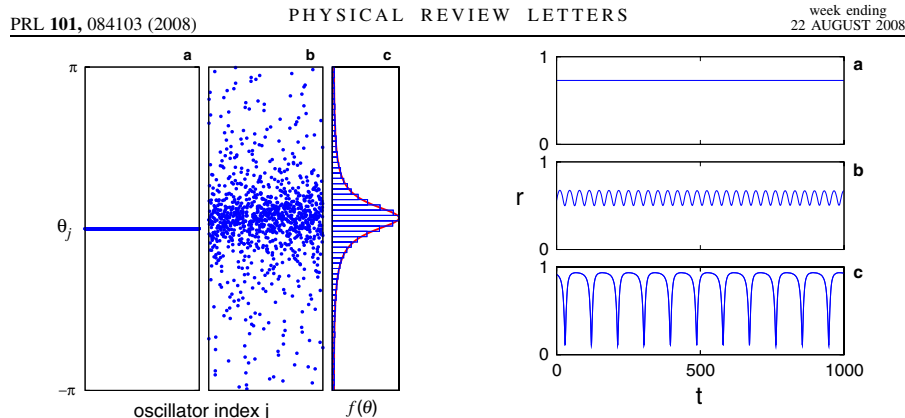 PRL 101, 084103 (2008)
PHYSICAL REVIEW LETTERS
week ending
22 AUGUST 2008
a
b
c
π
θj
−π
oscillator index j
f(θ)
1
a
0
1
b
r
0
1
c
0
0
500
1000
t